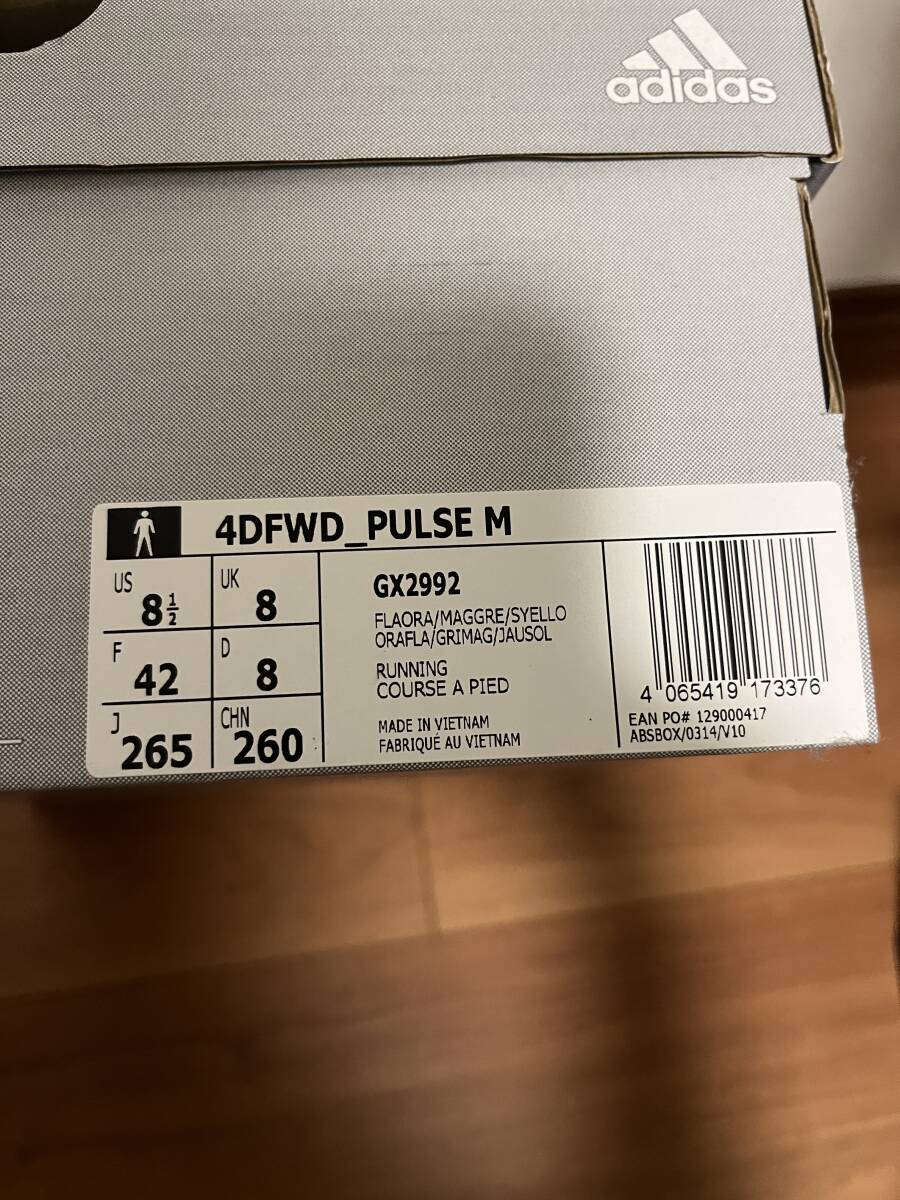 adidas
4DFWD_PULSE M
US 8½
UK 8
F 42
D 8
J 265
CHN 260
GX2992
FLAORA/MAGGRE/SYELLO
ORAFLA/GRIMAG/JAUSOL
RUNNING
COURSE A PIED
MADE IN VIETNAM
FABRIQUÉ AU VIETNAM
4 065419 173376
EAN PO# 129000417
ABSBOX/0314/V10